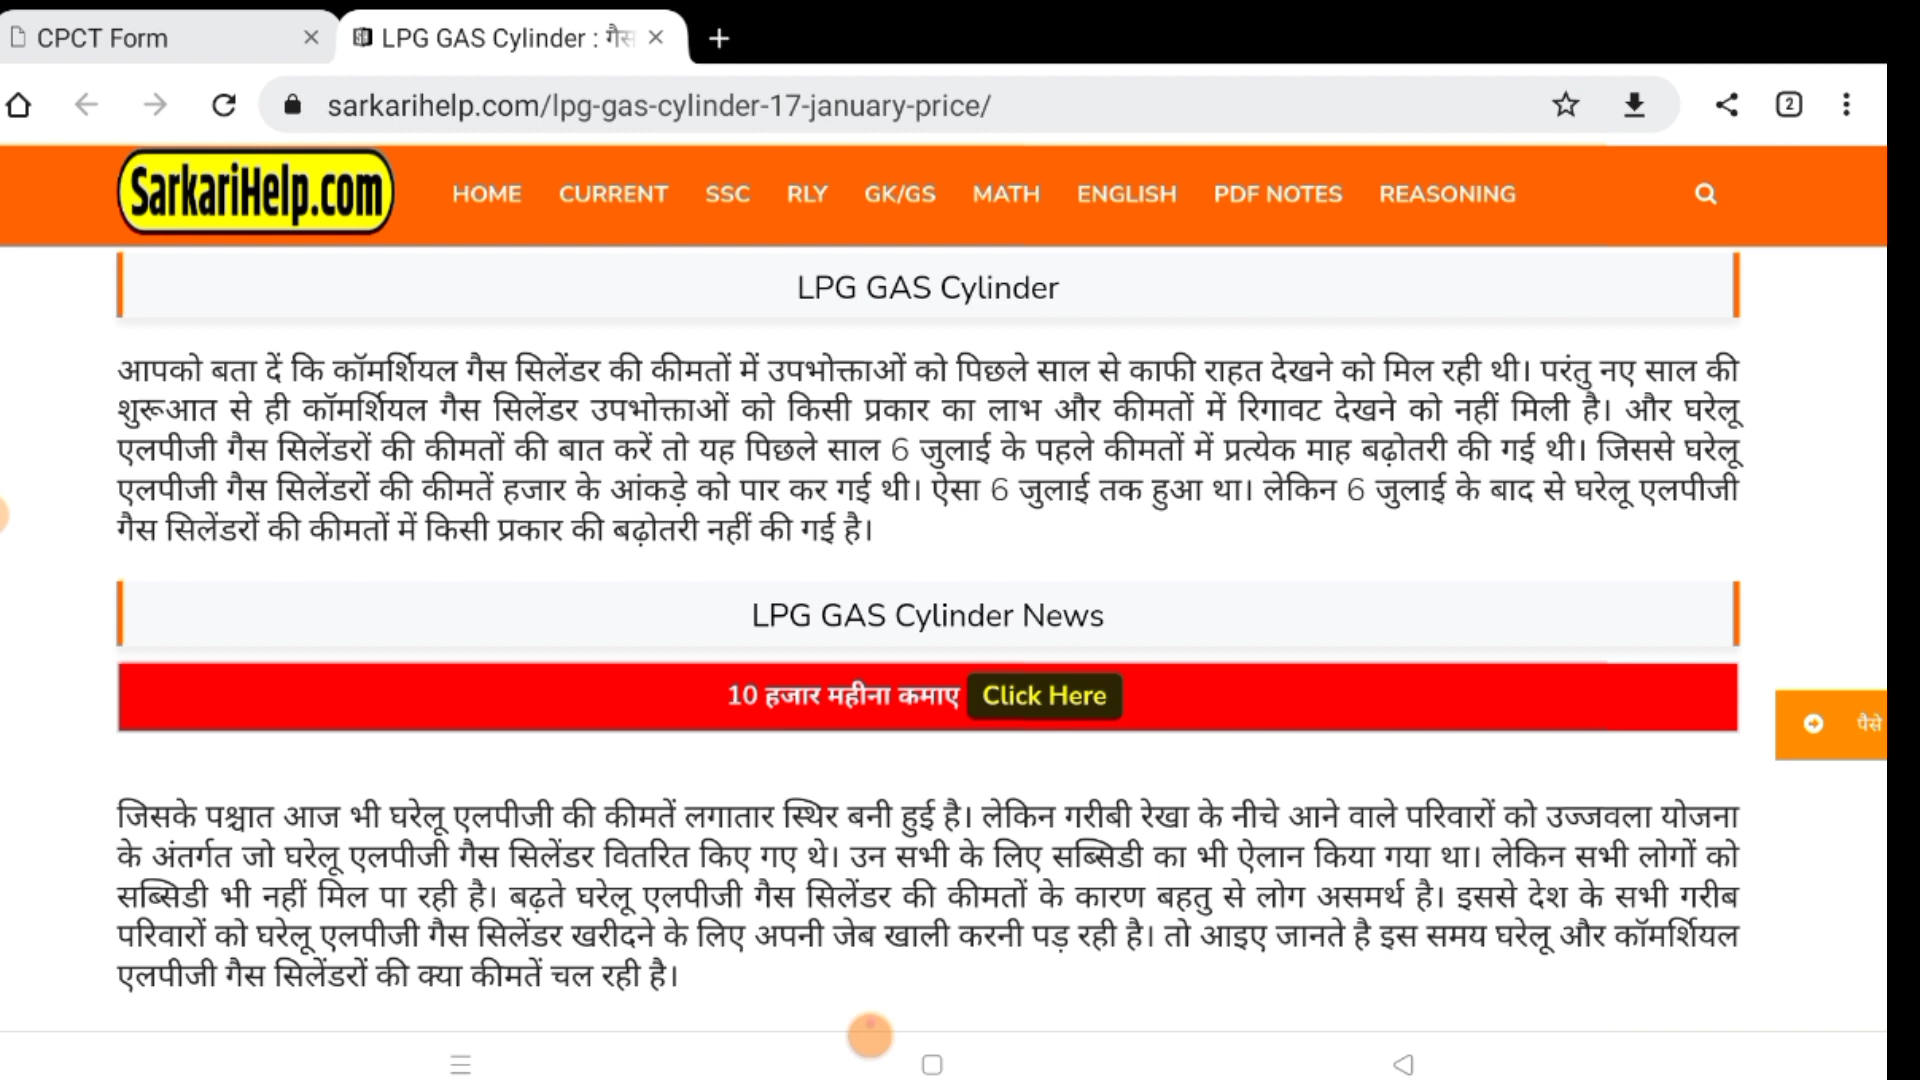 CPCT Form
LPG GAS Cylinder : गैस
sarkarihelp.com/lpg-gas-cylinder-17-january-price/
2
SarkariHelp.com HOME CURRENT SSC RLY GK/GS MATH ENGLISH PDF NOTES REASONING
LPG GAS Cylinder
आपको बता दें कि कॉमर्शियल गैस सिलेंडर की कीमतों में उपभोक्ताओं को पिछले साल से काफी राहत देखने को मिल रही थी। परंतु नए साल की
शुरूआत से ही कॉमर्शियल गैस सिलेंडर उपभोक्ताओं को किसी प्रकार का लाभ और कीमतों में रिगावट देखने को नहीं मिली है। और घरेलू
एलपीजी गैस सिलेंडरों की कीमतों की बात करें तो यह पिछले साल 6 जुलाई के पहले कीमतों में प्रत्येक माह बढ़ोतरी की गई थी। जिससे घरेलू
एलपीजी गैस सिलेंडरों की कीमतें हजार के आंकड़े को पार कर गई थी। ऐसा 6 जुलाई तक हुआ था। लेकिन 6 जुलाई के बाद से घरेलू एलपीजी
गैस सिलेंडरों की कीमतों में किसी प्रकार की बढ़ोतरी नहीं की गई है।
LPG GAS Cylinder News
10 हजार महीना कमाए Click Here
पैसे
जिसके पश्चात आज भी घरेलू एलपीजी की कीमतें लगातार स्थिर बनी हुई है। लेकिन गरीबी रेखा के नीचे आने वाले परिवारों को उज्जवला योजना
के अंतर्गत जो घरेलू एलपीजी गैस सिलेंडर वितरित किए गए थे। उन सभी के लिए सब्सिडी का भी ऐलान किया गया था। लेकिन सभी लोगों को
सब्सिडी भी नहीं मिल पा रही है। बढ़ते घरेलू एलपीजी गैस सिलेंडर की कीमतों के कारण बहतु से लोग असमर्थ है। इससे देश के सभी गरीब
परिवारों को घरेलू एलपीजी गैस सिलेंडर खरीदने के लिए अपनी जेब खाली करनी पड़ रही है। तो आइए जानते है इस समय घरेलू और कॉमर्शियल
एलपीजी गैस सिलेंडरों की क्या कीमतें चल रही है।